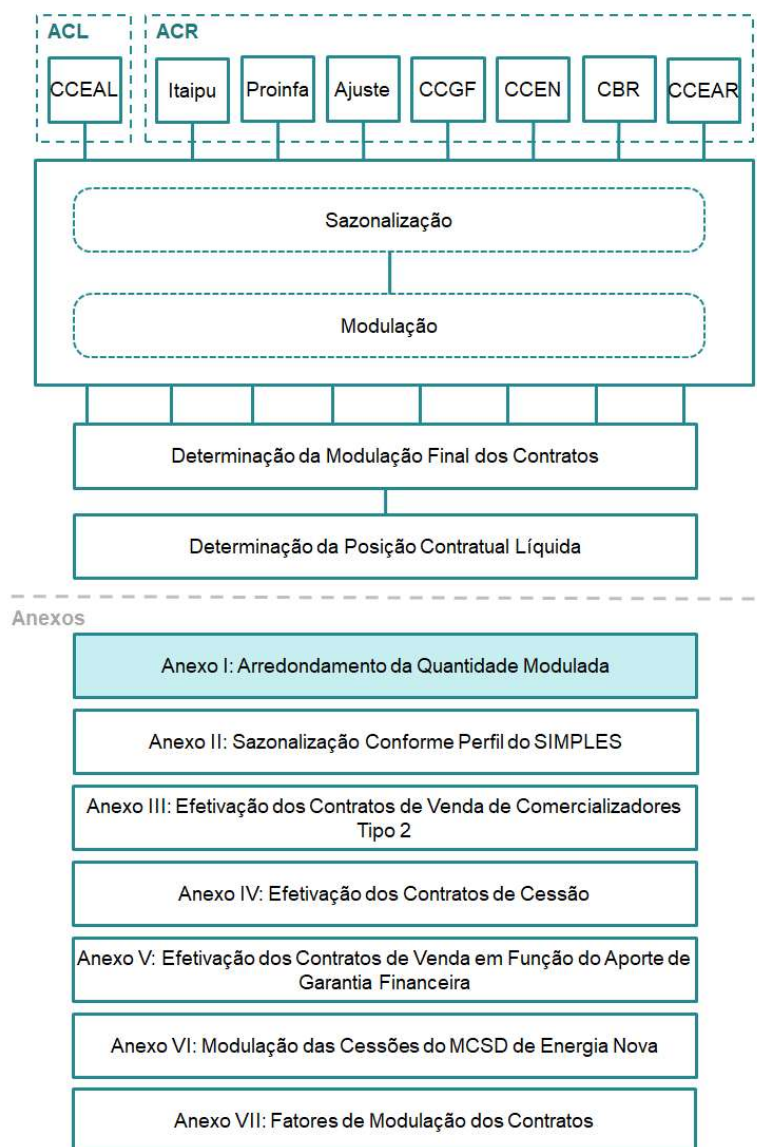 ACL
ACR
CCEAL
Itaipu
Proinfa
Ajuste
CCGF
CCEN
CBR
CCEAR
Sazonalização
Modulação
Determinação da Modulação Final dos Contratos
Determinação da Posição Contratual Líquida
Anexos
Anexo I: Arredondamento da Quantidade Modulada
Anexo II: Sazonalização Conforme Perfil do SIMPLES
Anexo III: Efetivação dos Contratos de Venda de Comercializadores
Tipo 2
Anexo IV: Efetivação dos Contratos de Cessão
Anexo V: Efetivação dos Contratos de Venda em Função do Aporte de
Garantia Financeira
Anexo VI: Modulação das Cessões do MCSD de Energia Nova
Anexo VII: Fatores de Modulação dos Contratos